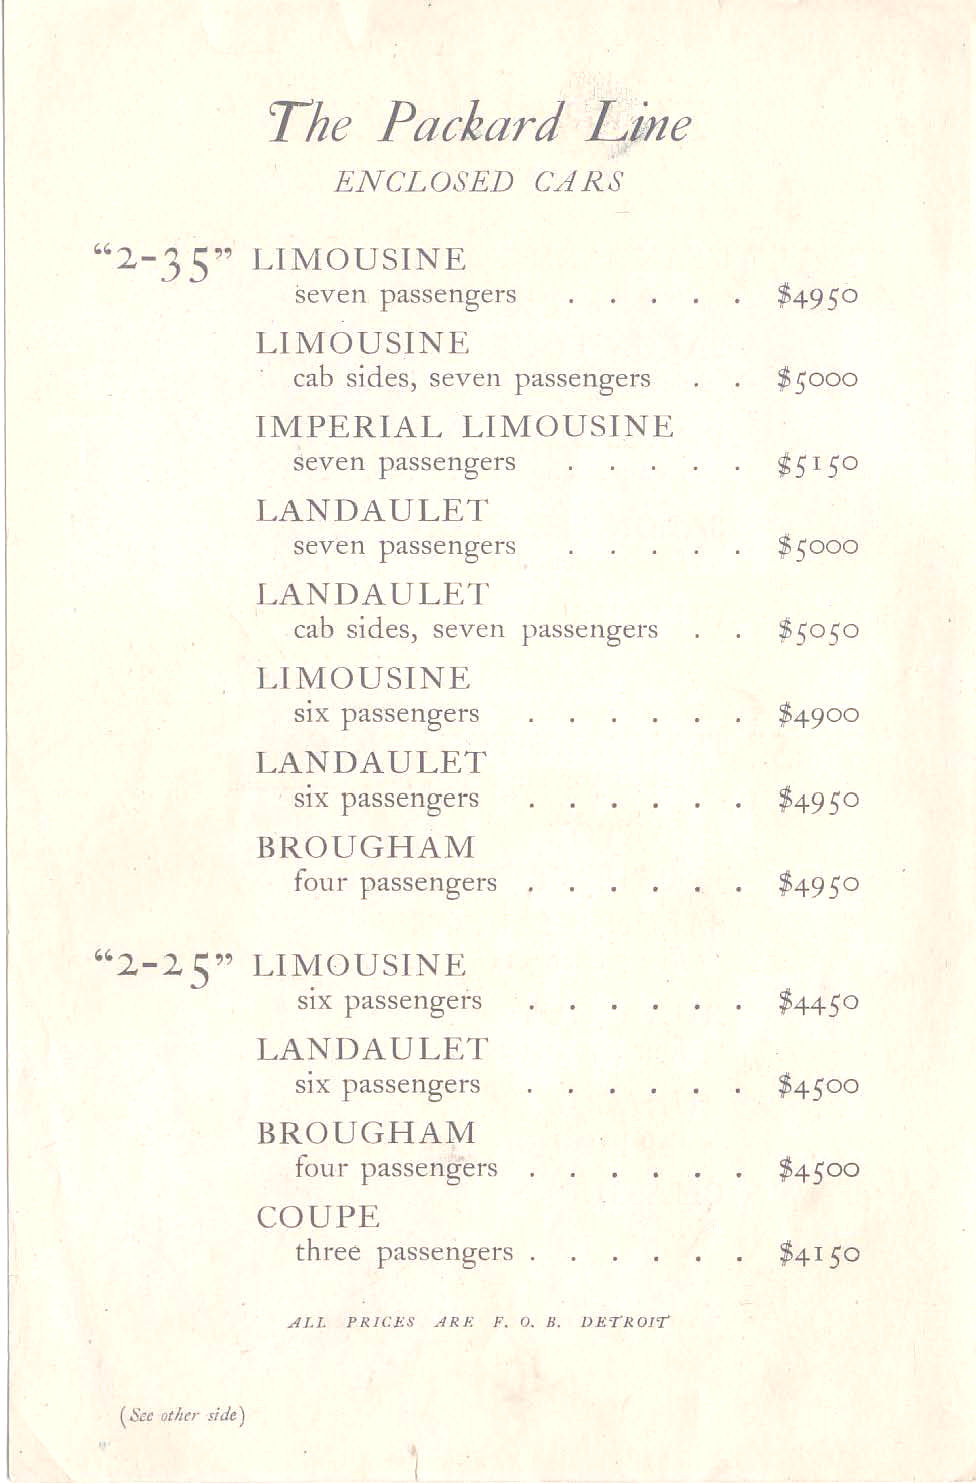 The Packard Line
ENCLOSED CARS
“2-35” LIMOUSINE
seven passengers . . . . . $4950
LIMOUSINE
cab sides, seven passengers . . $5000
IMPERIAL LIMOUSINE
seven passengers . . . . . $5150
LANDAULET
seven passengers . . . . . $5000
LANDAULET
cab sides, seven passengers . . $5050
LIMOUSINE
six passengers . . . . . . $4900
LANDAULET
six passengers . . . . . . $4950
BROUGHAM
four passengers . . . . . . $4950
“2-25” LIMOUSINE
six passengers . . . . . . $4450
LANDAULET
six passengers . . . . . . $4500
BROUGHAM
four passengers . . . . . . $4500
COUPE
three passengers . . . . . . $4150
ALL PRICES ARE F. O. B. DETROIT
(See other side)